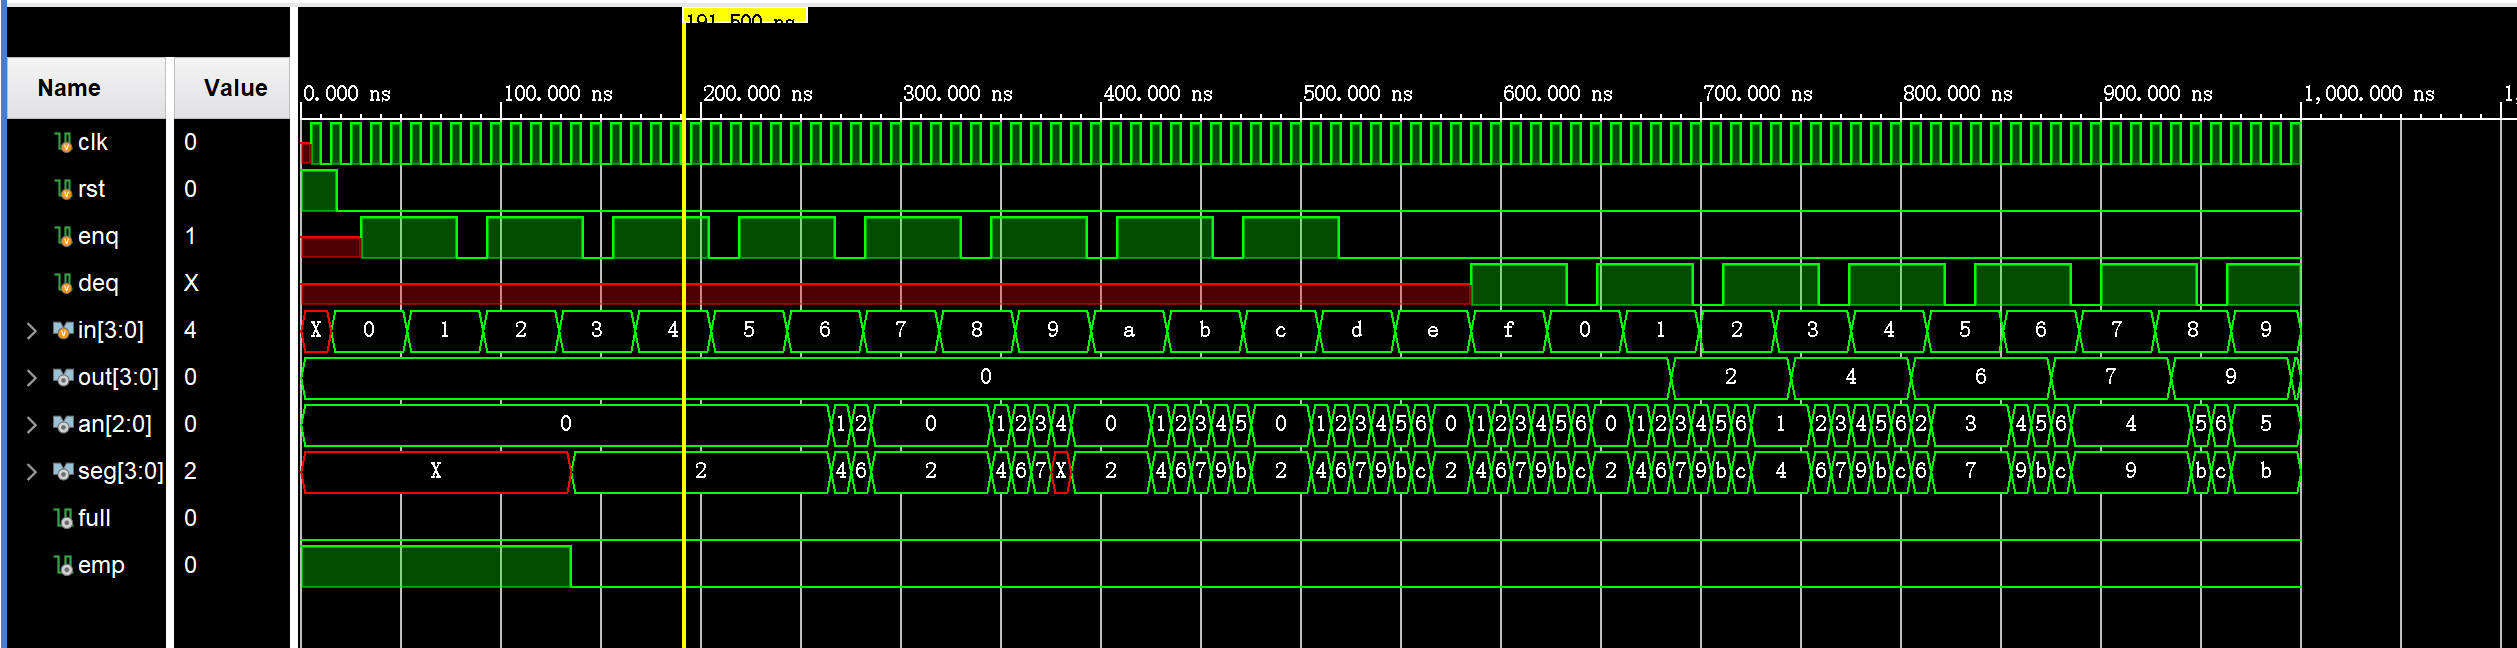 191.500 ns
Name Value
0.000 ns 100.000 ns 200.000 ns 300.000 ns 400.000 ns 500.000 ns 600.000 ns 700.000 ns 800.000 ns 900.000 ns 1,000.000 ns 1,
clk 0
rst 0
enq 1
deq X
in[3:0] 4 X 0 1 2 3 4 5 6 7 8 9 a b c d e f 0 1 2 3 4 5 6 7 8 9
out[3:0] 0 0 2 4 6 7 9
an[2:0] 0 0 1 2 0 1 2 3 4 0 1 2 3 4 5 0 1 2 3 4 5 6 0 1 2 3 4 5 6 0 1 2 3 4 5 6 1 2 3 4 5 6 2 3 4 5 6 4 5 6 5
seg[3:0] 2 X 2 4 6 2 4 6 7 X 2 4 6 7 9 b 2 4 6 7 9 b c 2 4 6 7 9 b c 2 4 6 7 9 b c 4 6 7 9 b c 6 7 9 b c 9 b c b
full 0
emp 0